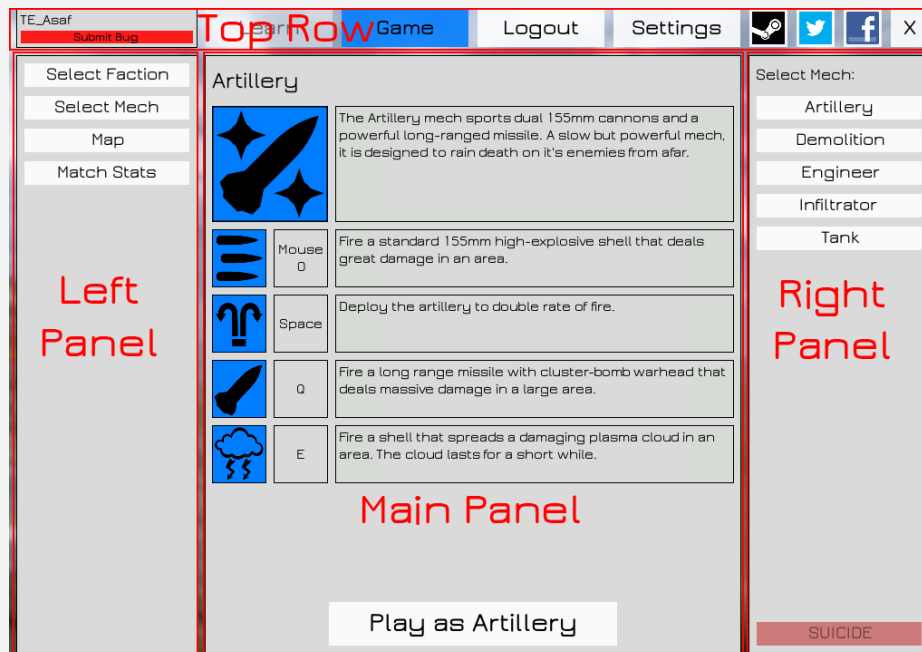 TE_Asaf
Submit Bug
Top Row
Learn
Game
Logout
Settings
X
Select Faction
Select Mech
Map
Match Stats
Left
Panel
Artillery
The Artillery mech sports dual 155mm cannons and a
powerful long-ranged missile. A slow but powerful mech,
it is designed to rain death on it's enemies from afar.
Mouse
0
Fire a standard 155mm high-explosive shell that deals
great damage in an area.
Space
Deploy the artillery to double rate of fire.
Q
Fire a long range missile with cluster-bomb warhead that
deals massive damage in a large area.
E
Fire a shell that spreads a damaging plasma cloud in an
area. The cloud lasts for a short while.
Main Panel
Play as Artillery
Select Mech:
Artillery
Demolition
Engineer
Infiltrator
Tank
Right
Panel
SUICIDE